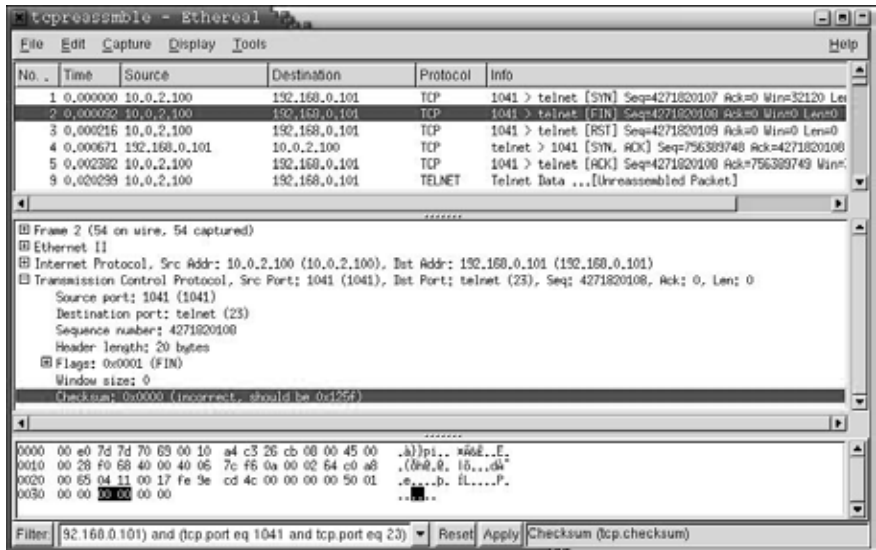 tcpreassmble - Ethereal
File Edit Capture Display Tools Help
No. . Time Source Destination Protocol Info
1 0.000000 10.0.2.100 192.168.0.101 TCP 1041 > telnet [SYN] Seq=4271820107 Ack=0 Win=32120 Le
2 0.000092 10.0.2.100 192.168.0.101 TCP 1041 > telnet [FIN] Seq=4271820108 Ack=0 Win=0 Len=0
3 0.000216 10.0.2.100 192.168.0.101 TCP 1041 > telnet [RST] Seq=4271820109 Ack=0 Win=0 Len=0
4 0.000671 192.168.0.101 10.0.2.100 TCP telnet > 1041 [SYN, ACK] Seq=756389748 Ack=4271820108
5 0.002382 10.0.2.100 192.168.0.101 TCP 1041 > telnet [ACK] Seq=4271820108 Ack=756389749 Win=
9 0.020299 10.0.2.100 192.168.0.101 TELNET Telnet Data ...[Unreassembled Packet]
Frame 2 (54 on wire, 54 captured)
Ethernet II
Internet Protocol, Src Addr: 10.0.2.100 (10.0.2.100), Dst Addr: 192.168.0.101 (192.168.0.101)
Transmission Control Protocol, Src Port: 1041 (1041), Dst Port: telnet (23), Seq: 4271820108, Ack: 0, Len: 0
Source port: 1041 (1041)
Destination port: telnet (23)
Sequence number: 4271820108
Header length: 20 bytes
Flags: 0x0001 (FIN)
Window size: 0
Checksum: 0x0000 (incorrect, should be 0x125f)
0000 00 e0 7d 7d 70 69 00 10 a4 c3 26 cb 08 00 45 00 .à}}pi.. ¤Ã&Ë..E.
0010 00 28 f0 68 40 00 40 06 7c f6 0a 00 02 64 c0 a8 .(ðh@.@. |ö...dÀ¨
0020 00 65 04 11 00 17 fe 9e cd 4c 00 00 00 00 50 01 .e....þ. ÍL....P.
0030 00 00 00 00 00 00 ......
Filter: 92.168.0.101) and (tcp.port eq 1041 and tcp.port eq 23) Reset Apply Checksum (tcp.checksum)